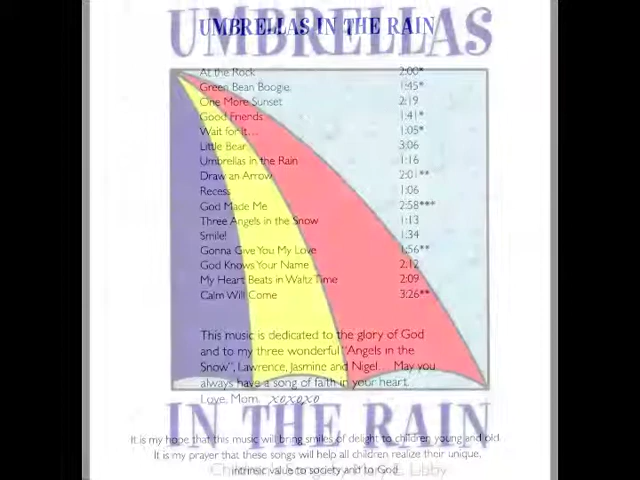 UMBRELLAS
UMBRELLAS IN THE RAIN
At the Rock 2:00*
Green Bean Boogie 1:45*
One More Sunset 2:19
Good Friends 1:41*
Wait for It... 1:05*
Little Bear 3:06
Umbrellas in the Rain 1:16
Draw an Arrow 2:01**
Recess 1:06
God Made Me 2:58***
Three Angels in the Snow 1:13
Smile! 1:34
Gonna Give You My Love 1:56**
God Knows Your Name 2:12
My Heart Beats in Waltz Time 2:09
Calm Will Come 3:26**
This music is dedicated to the glory of God
and to my three wonderful "Angels in the
Snow", Lawrence, Jasmine and Nigel... May you
always have a song of faith in your heart.
Love, Mom xoxoxo
IN THE RAIN
It is my hope that this music will bring smiles of delight to children young and old.
It is my prayer that these songs will help all children realize their unique,
intrinsic value to society and to God.
Libby